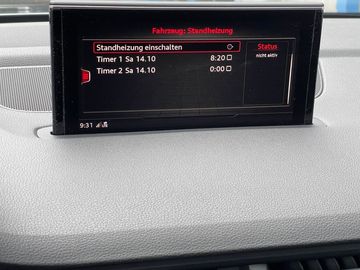 Fahrzeug: Standheizung
Standheizung einschalten
Status
nicht aktiv
Timer 1 Sa 14.10 8:20
Timer 2 Sa 14.10 0:00
9:31